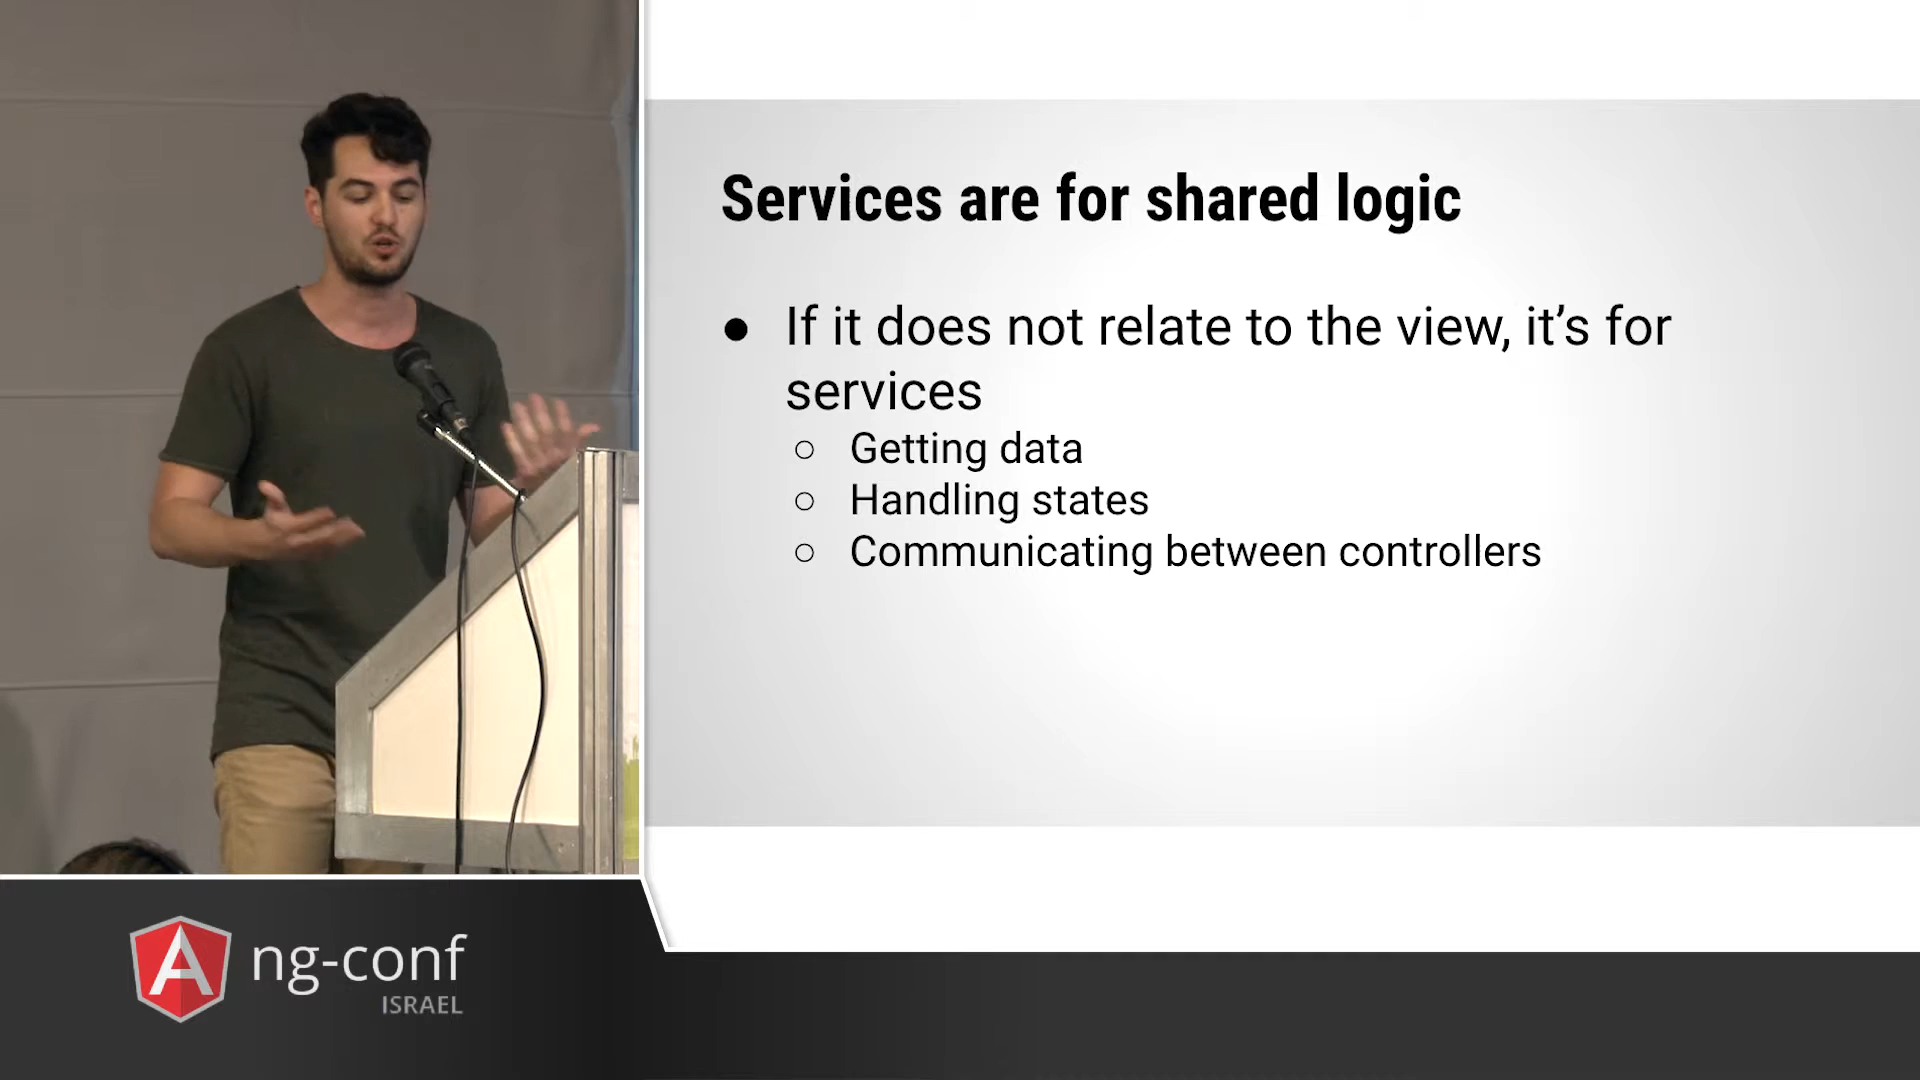 Services are for shared logic
● If it does not relate to the view, it’s for
services
○ Getting data
○ Handling states
○ Communicating between controllers
A
ng-conf
ISRAEL